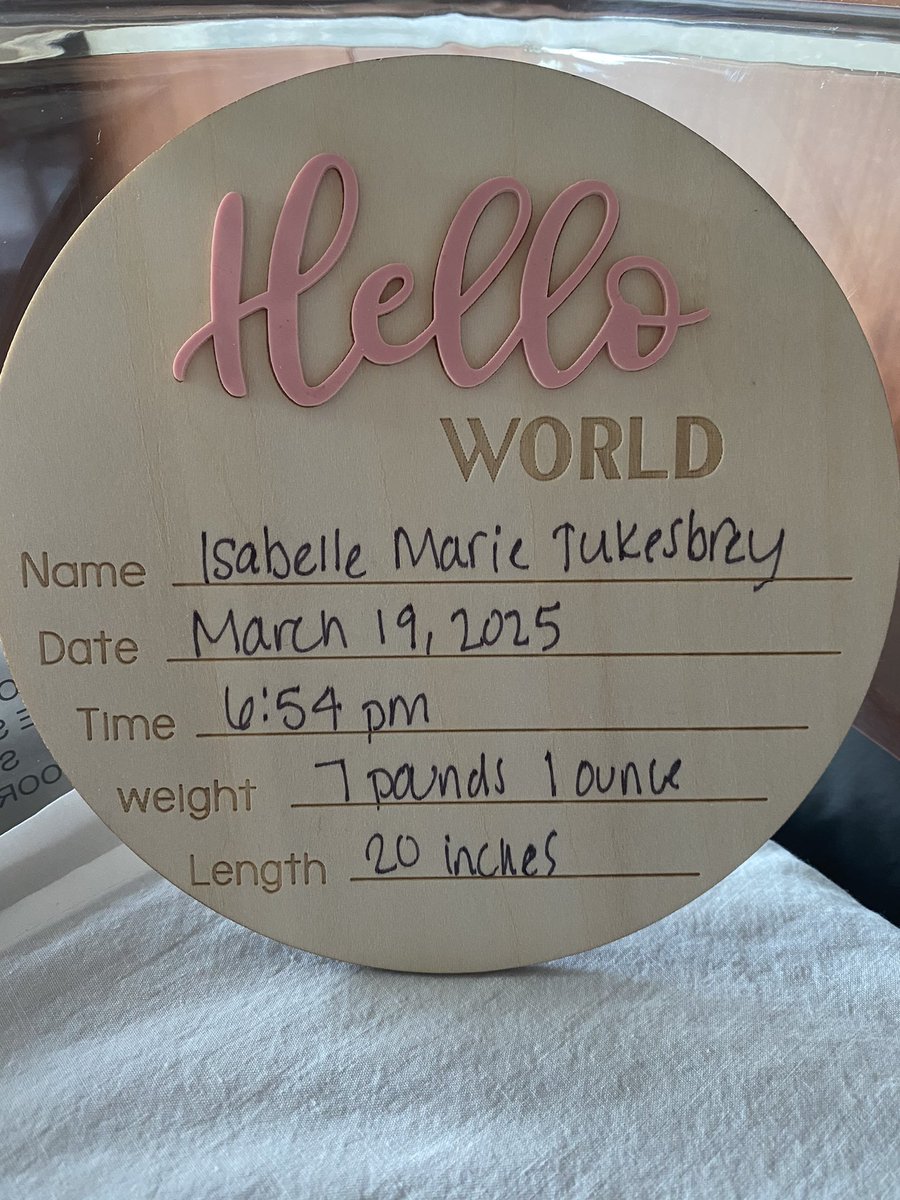 Hello
WORLD
Name Isabelle Marie Tukesbrey
Date March 19, 2025
Time 6:54 pm
weight 7 pounds 1 ounce
Length 20 inches